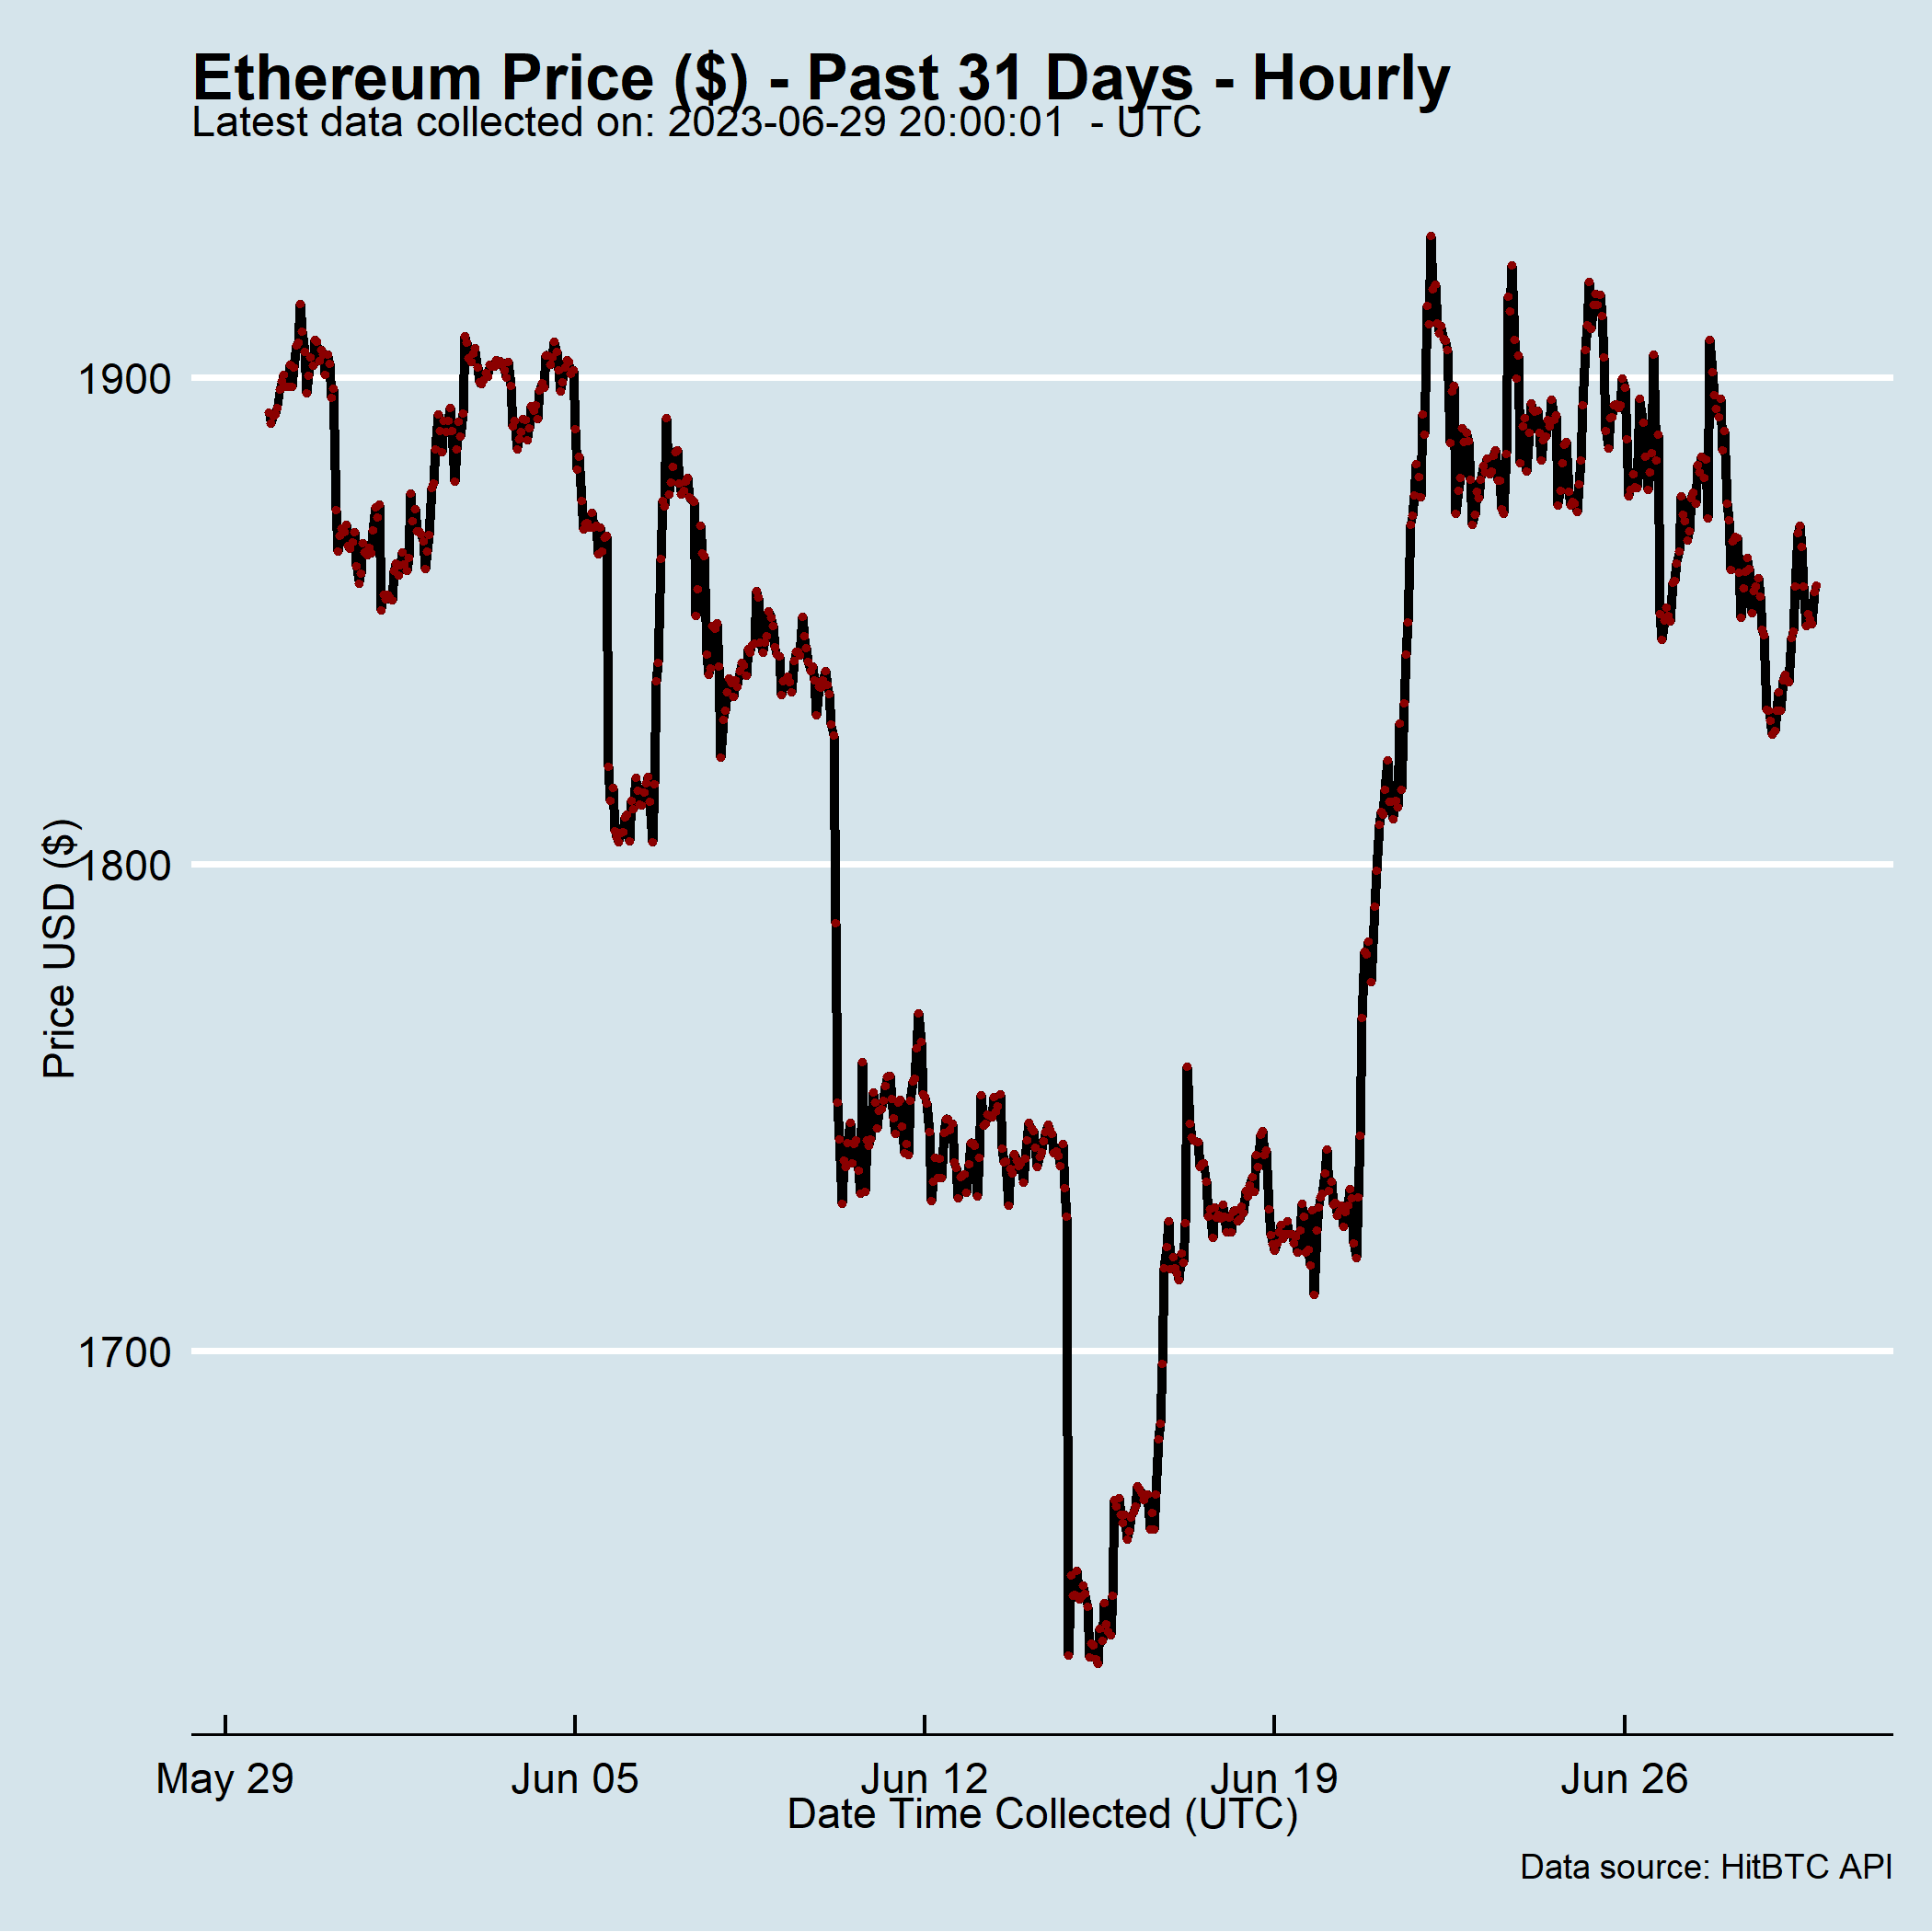 Ethereum Price ($) - Past 31 Days - Hourly
Latest data collected on: 2023-06-29 20:00:01  - UTC
1900
1800
1700
Price USD ($)
May 29
Jun 05
Jun 12
Jun 19
Jun 26
Date Time Collected (UTC)
Data source: HitBTC API